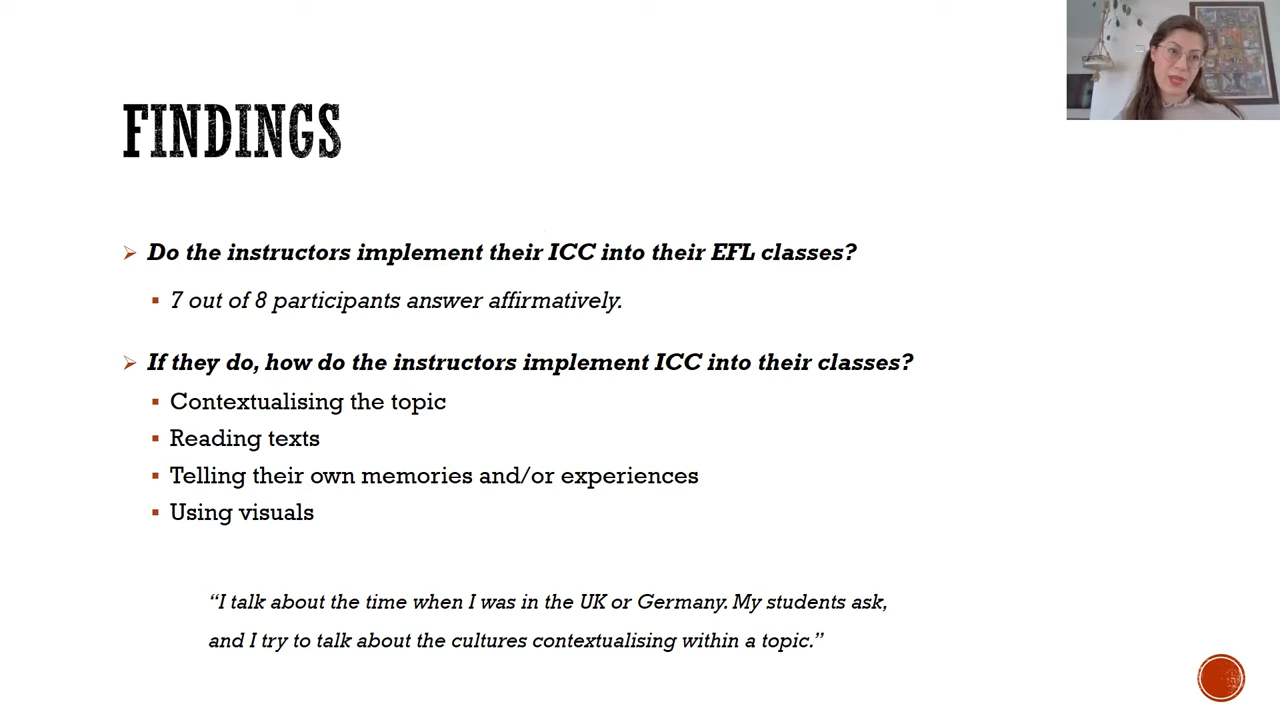 FINDINGS
Do the instructors implement their ICC into their EFL classes?
7 out of 8 participants answer affirmatively.
If they do, how do the instructors implement ICC into their classes?
Contextualising the topic
Reading texts
Telling their own memories and/or experiences
Using visuals
“I talk about the time when I was in the UK or Germany. My students ask,
and I try to talk about the cultures contextualising within a topic.”